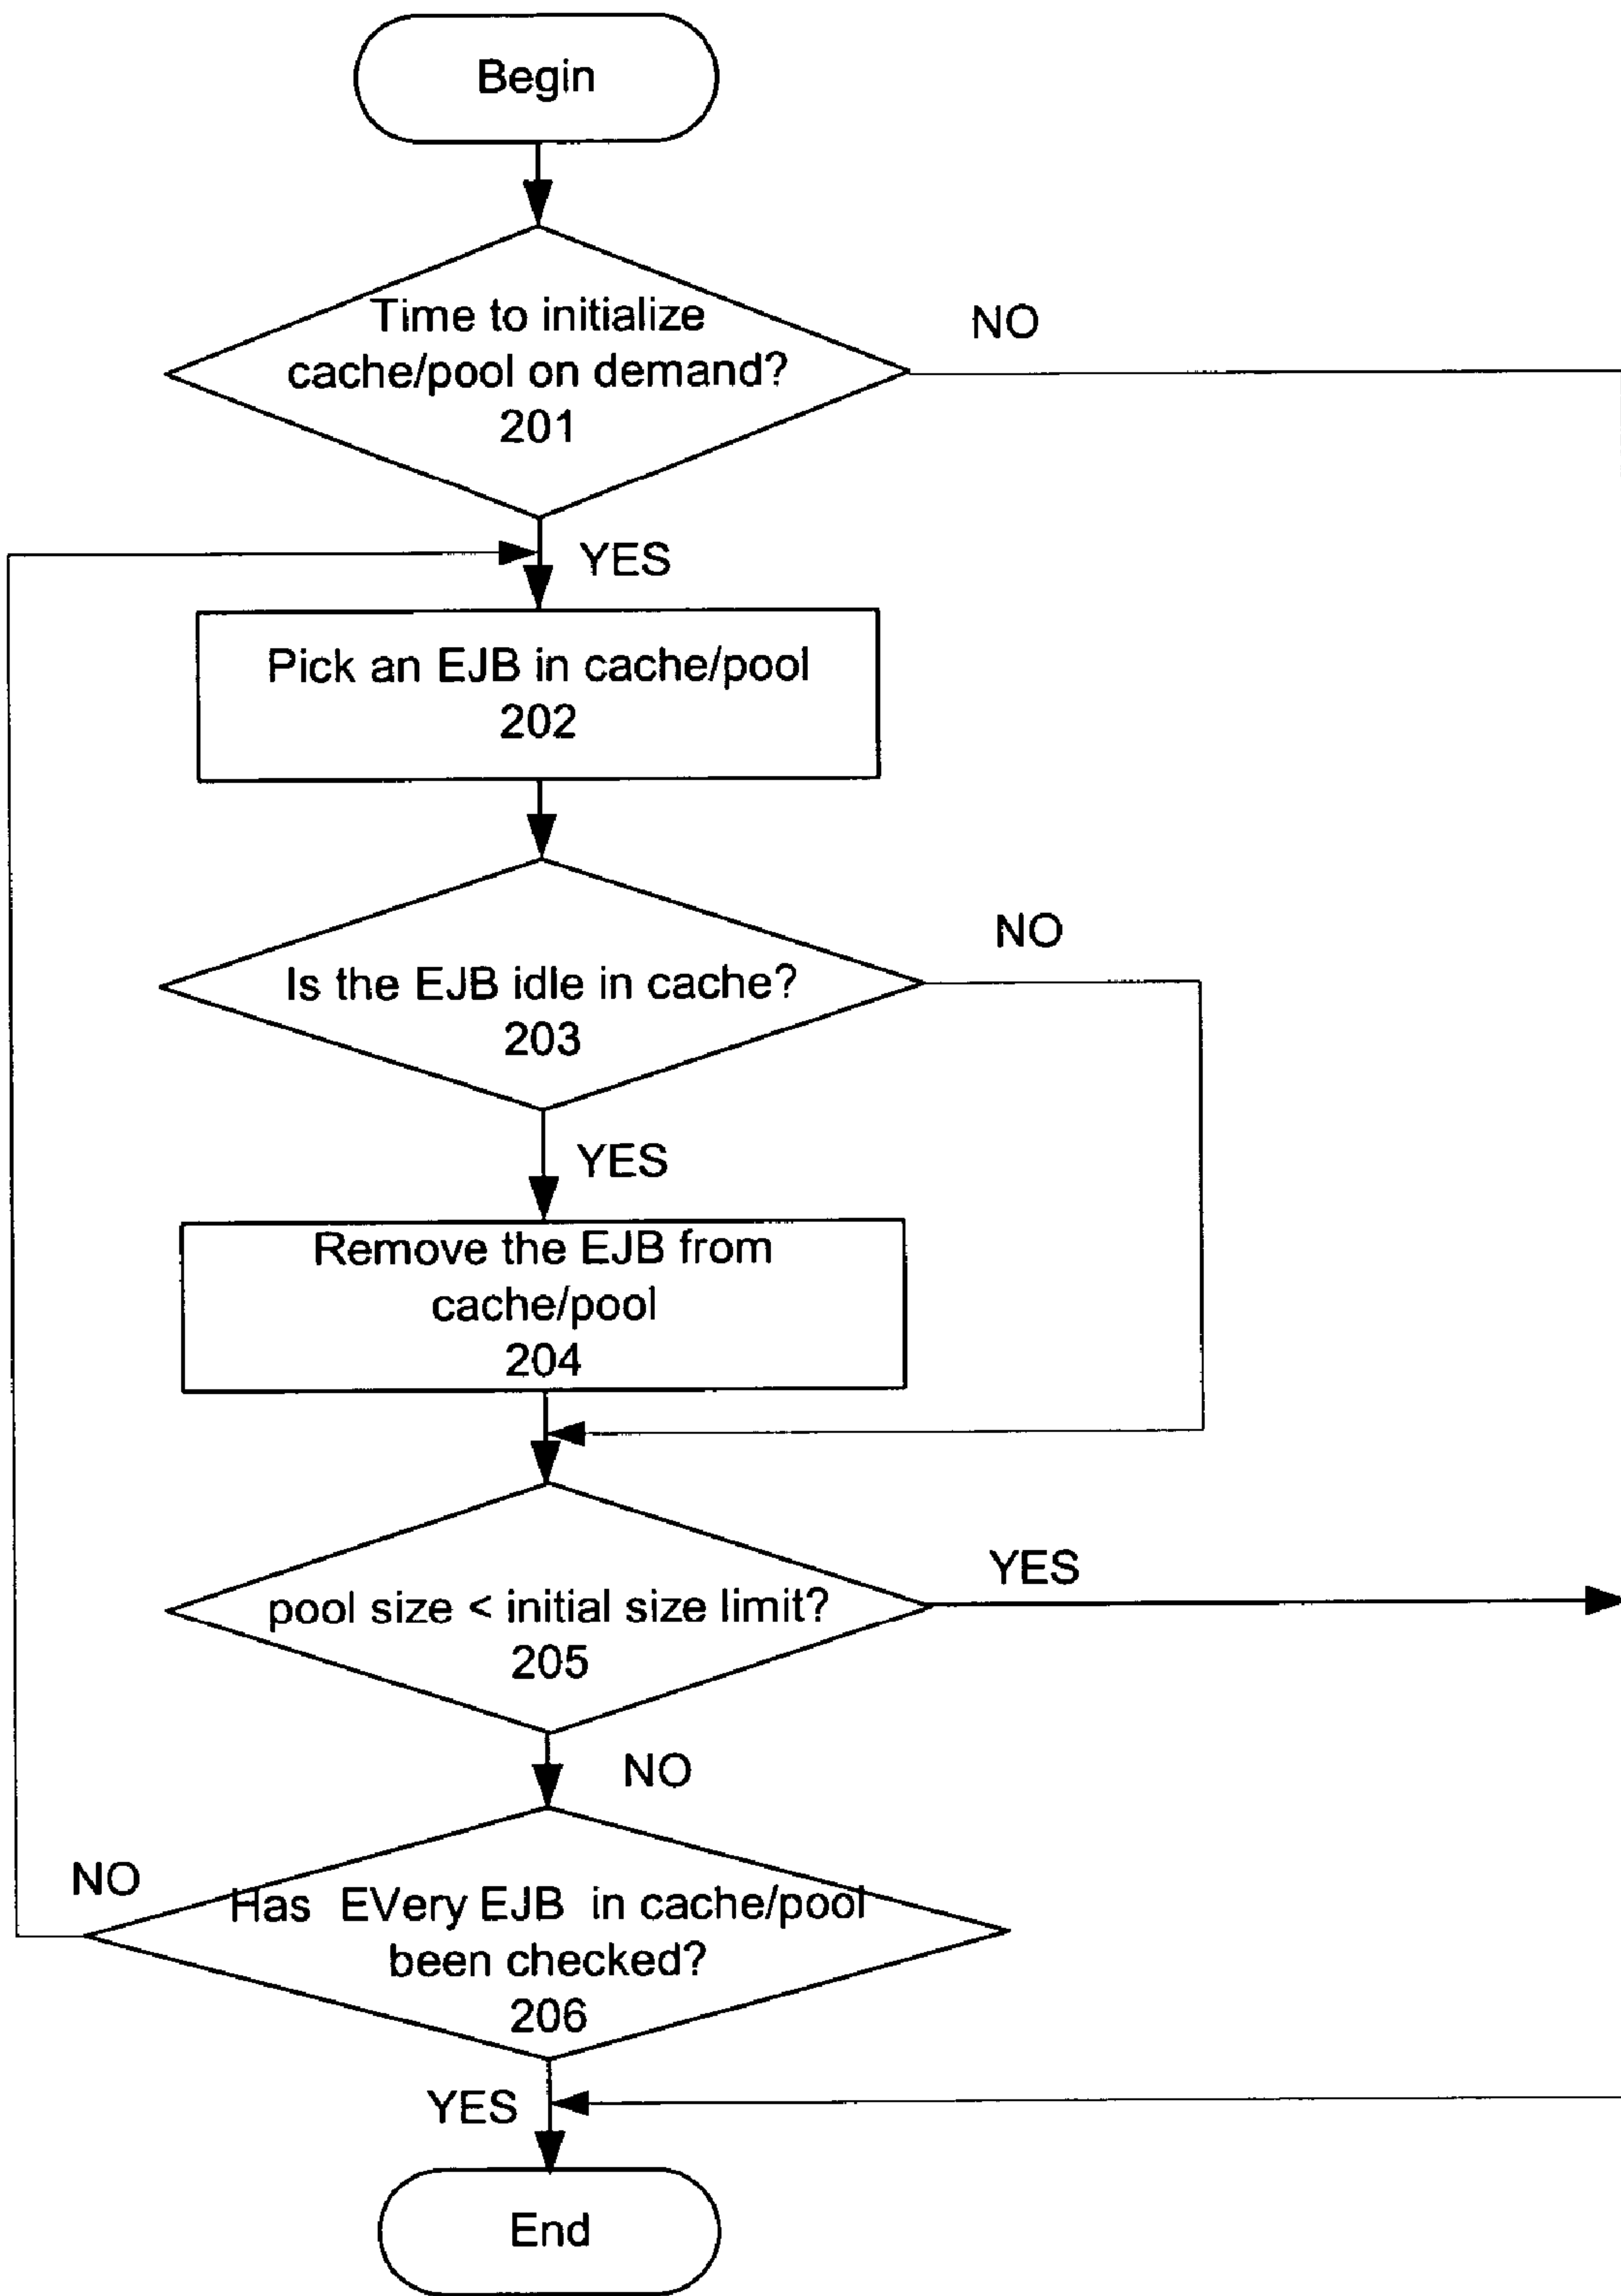 Begin
Time to initialize
cache/pool on demand?
201
NO
YES
Pick an EJB in cache/pool
202
Is the EJB idle in cache?
203
NO
YES
Remove the EJB from
cache/pool
204
pool size < initial size limit?
205
YES
NO
Has EVery EJB in cache/pool
been checked?
206
NO
YES
End